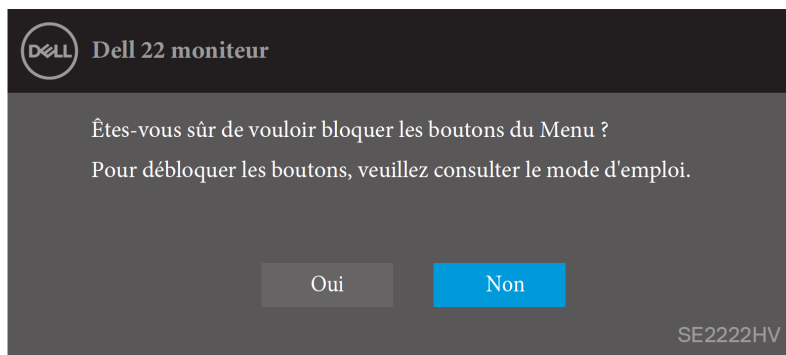 DELL
Dell 22 moniteur
Êtes-vous sûr de vouloir bloquer les boutons du Menu ?
Pour débloquer les boutons, veuillez consulter le mode d'emploi.
Oui Non
SE2222HV